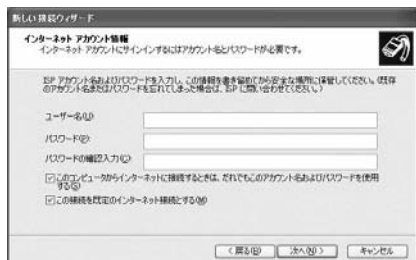 新しい接続ウィザード
インターネット アカウント情報
インターネット アカウントにサインインするにはアカウント名とパスワードが必要です。
ISP アカウント名およびパスワードを入力し、この情報を書き留めてから安全な場所に保管してください。(既存
のアカウント名またはパスワードを忘れてしまった場合は、ISP に問い合わせてください。)
ユーザー名(U)
パスワード(P)
パスワードの確認入力(C)
このコンピュータからインターネットに接続するときは、だれでもこのアカウント名およびパスワードを使用
する(S)
この接続を既定のインターネット接続とする(M)
< 戻る(B)
次へ(N) >
キャンセル